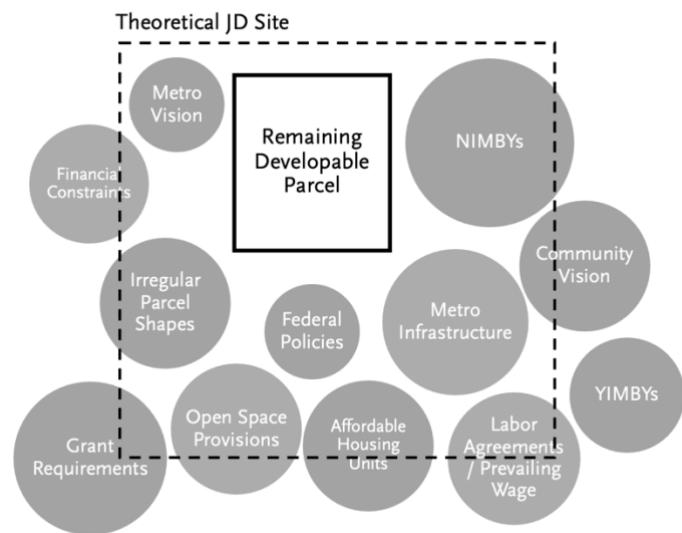 Theoretical JD Site
Metro
Vision
Remaining
Developable
Parcel
NIMBYs
Financial
Constraints
Community
Vision
Irregular
Parcel
Shapes
Federal
Policies
Metro
Infrastructure
YIMBYs
Grant
Requirements
Open Space
Provisions
Affordable
Housing
Units
Labor
Agreements
/ Prevailing
Wage